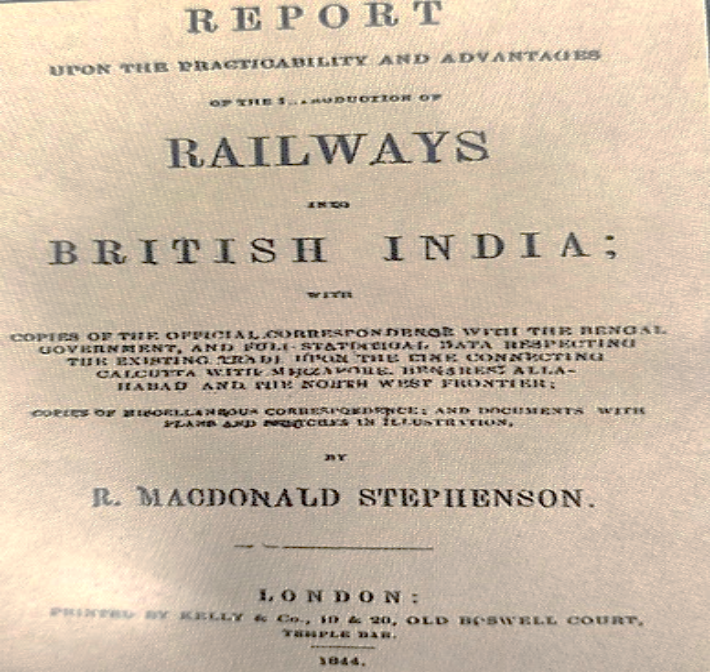 REPORT
UPON THE PRACTICABILITY AND ADVANTAGES
OF THE INTRODUCTION OF
RAILWAYS
INTO
BRITISH INDIA;
WITH
COPIES OF THE OFFICIAL CORRESPONDENCE WITH THE BENGAL
GOVERNMENT, AND FULL STATISTICAL DATA RESPECTING
THE EXISTING TRADE UPON THE LINE CONNECTING
CALCUTTA WITH MIRZAPORE, BENARES, ALLA-
HABAD AND THE NORTH WEST FRONTIER;
COPIES OF MISCELLANEOUS CORRESPONDENCE; AND DOCUMENTS WITH
PLANS AND SKETCHES IN ILLUSTRATION,
BY
R. MACDONALD STEPHENSON.
LONDON:
PRINTED BY KELLY & Co., 19 & 20, OLD BOSWELL COURT,
TEMPLE BAR.
1844.